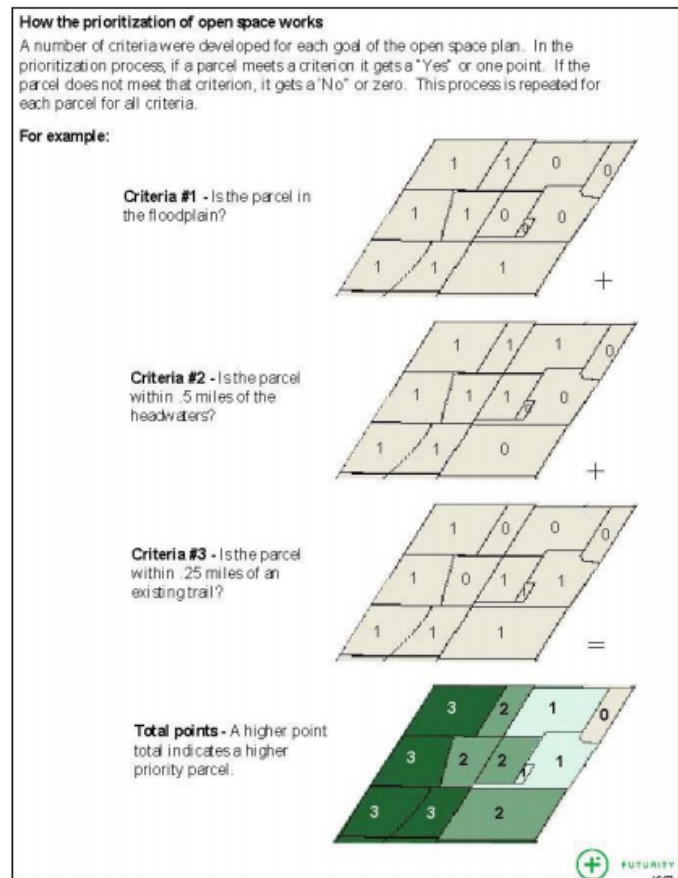 How the prioritization of open space works
A number of criteria were developed for each goal of the open space plan. In the
prioritization process, if a parcel meets a criterion it gets a "Yes" or one point. If the
parcel does not meet that criterion, it gets a "No" or zero. This process is repeated for
each parcel for all criteria.
For example:
Criteria #1 - Is the parcel in
the floodplain?
1 1 0 0
1 1 0 0 0
1 1 1
+
Criteria #2 - Is the parcel
within .5 miles of the
headwaters?
1 1 1 0
1 1 1 0 0
1 1 0
+
Criteria #3 - Is the parcel
within .25 miles of an
existing trail?
1 0 0 0
1 0 1 1 1
1 1 1
=
Total points - A higher point
total indicates a higher
priority parcel.
3 2 1 0
3 2 2 1 1
3 3 2
FUTURITY